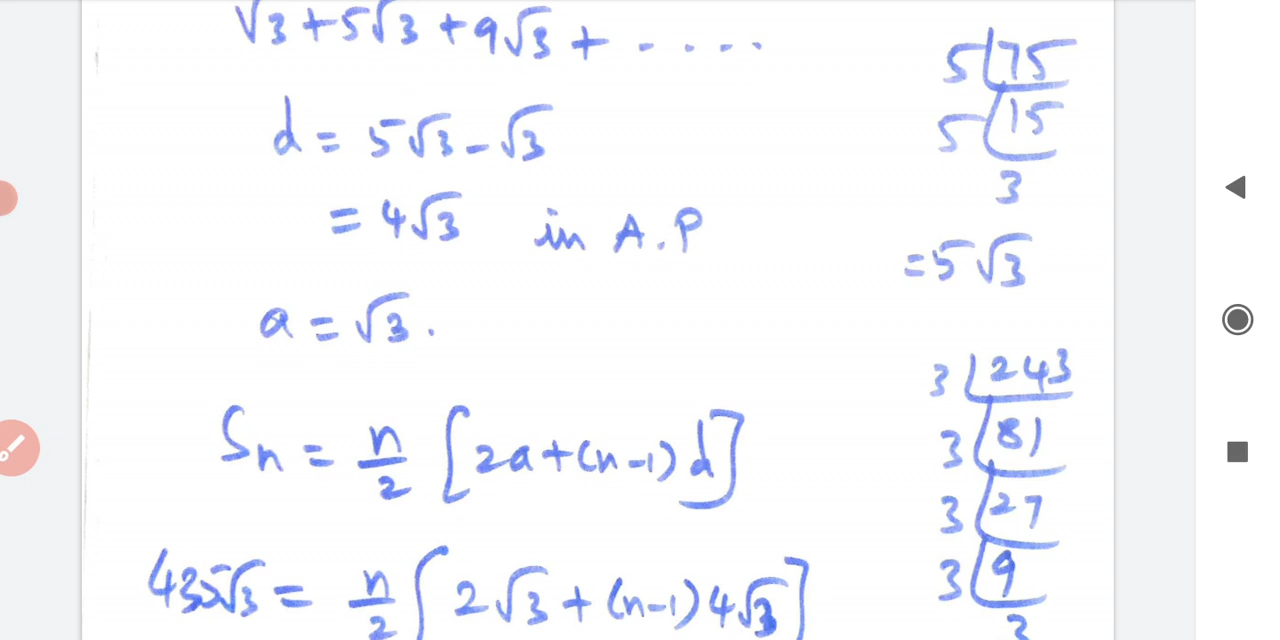 √3 + 5√3 + 9√3 + - . . . .
d = 5√3 - √3
= 4√3 in A.P
a = √3 .
Sn = n/2 [2a + (n-1) d]
435√3 = n/2 [2√3 + (n-1) 4√3]
5 | 75
5 | 15
3
= 5√3
3 | 243
3 | 81
3 | 27
3 | 9
3